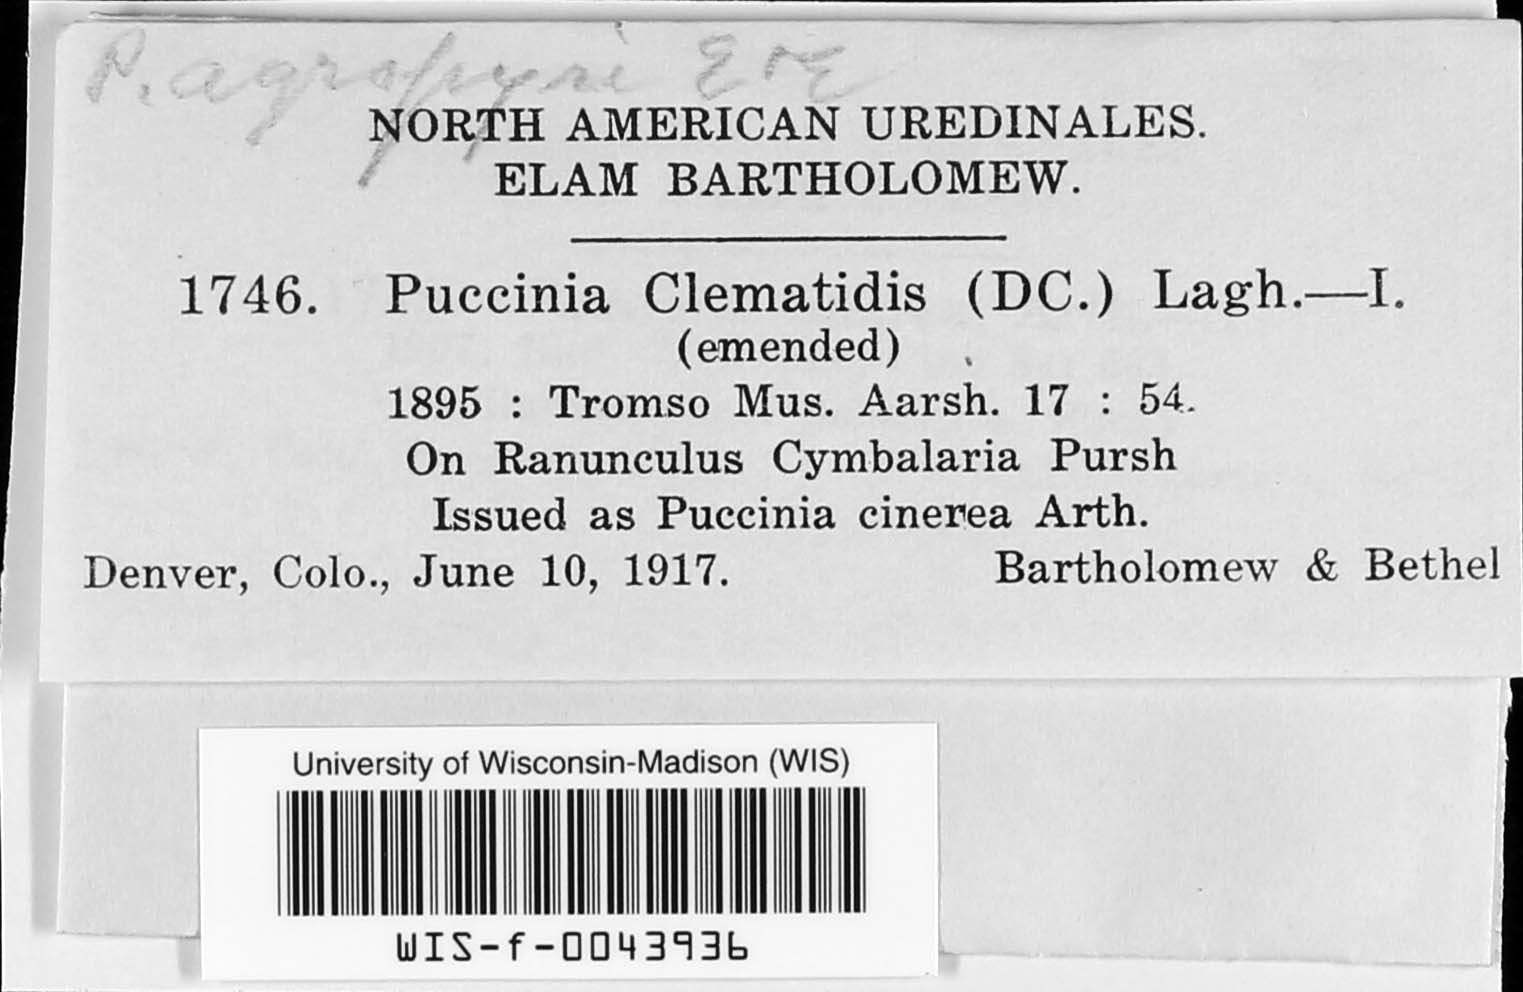 P. agropyri E & E
NORTH AMERICAN UREDINALES.
ELAM BARTHOLOMEW.
1746. Puccinia Clematidis (DC.) Lagh.—I.
(emended)
1895 : Tromso Mus. Aarsh. 17 : 54.
On Ranunculus Cymbalaria Pursh
Issued as Puccinia cinerea Arth.
Denver, Colo., June 10, 1917. Bartholomew & Bethel
University of Wisconsin-Madison (WIS)
WIS-f-0043936